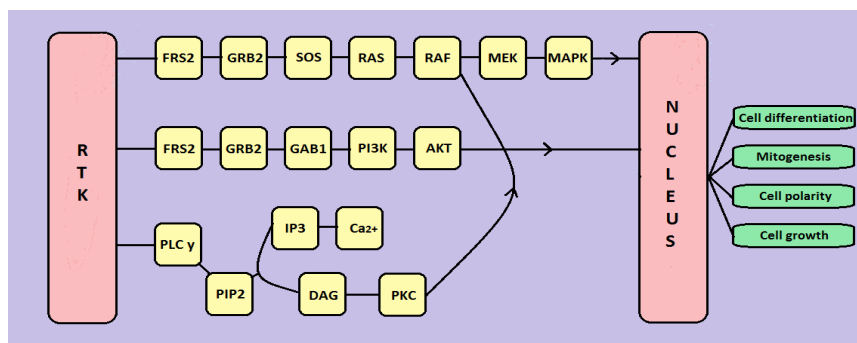 RTK
FRS2 GRB2 SOS RAS RAF MEK MAPK
FRS2 GRB2 GAB1 PI3K AKT
PLC y
PIP2
IP3 Ca2+
DAG PKC
NUCLEUS
Cell differentiation
Mitogenesis
Cell polarity
Cell growth